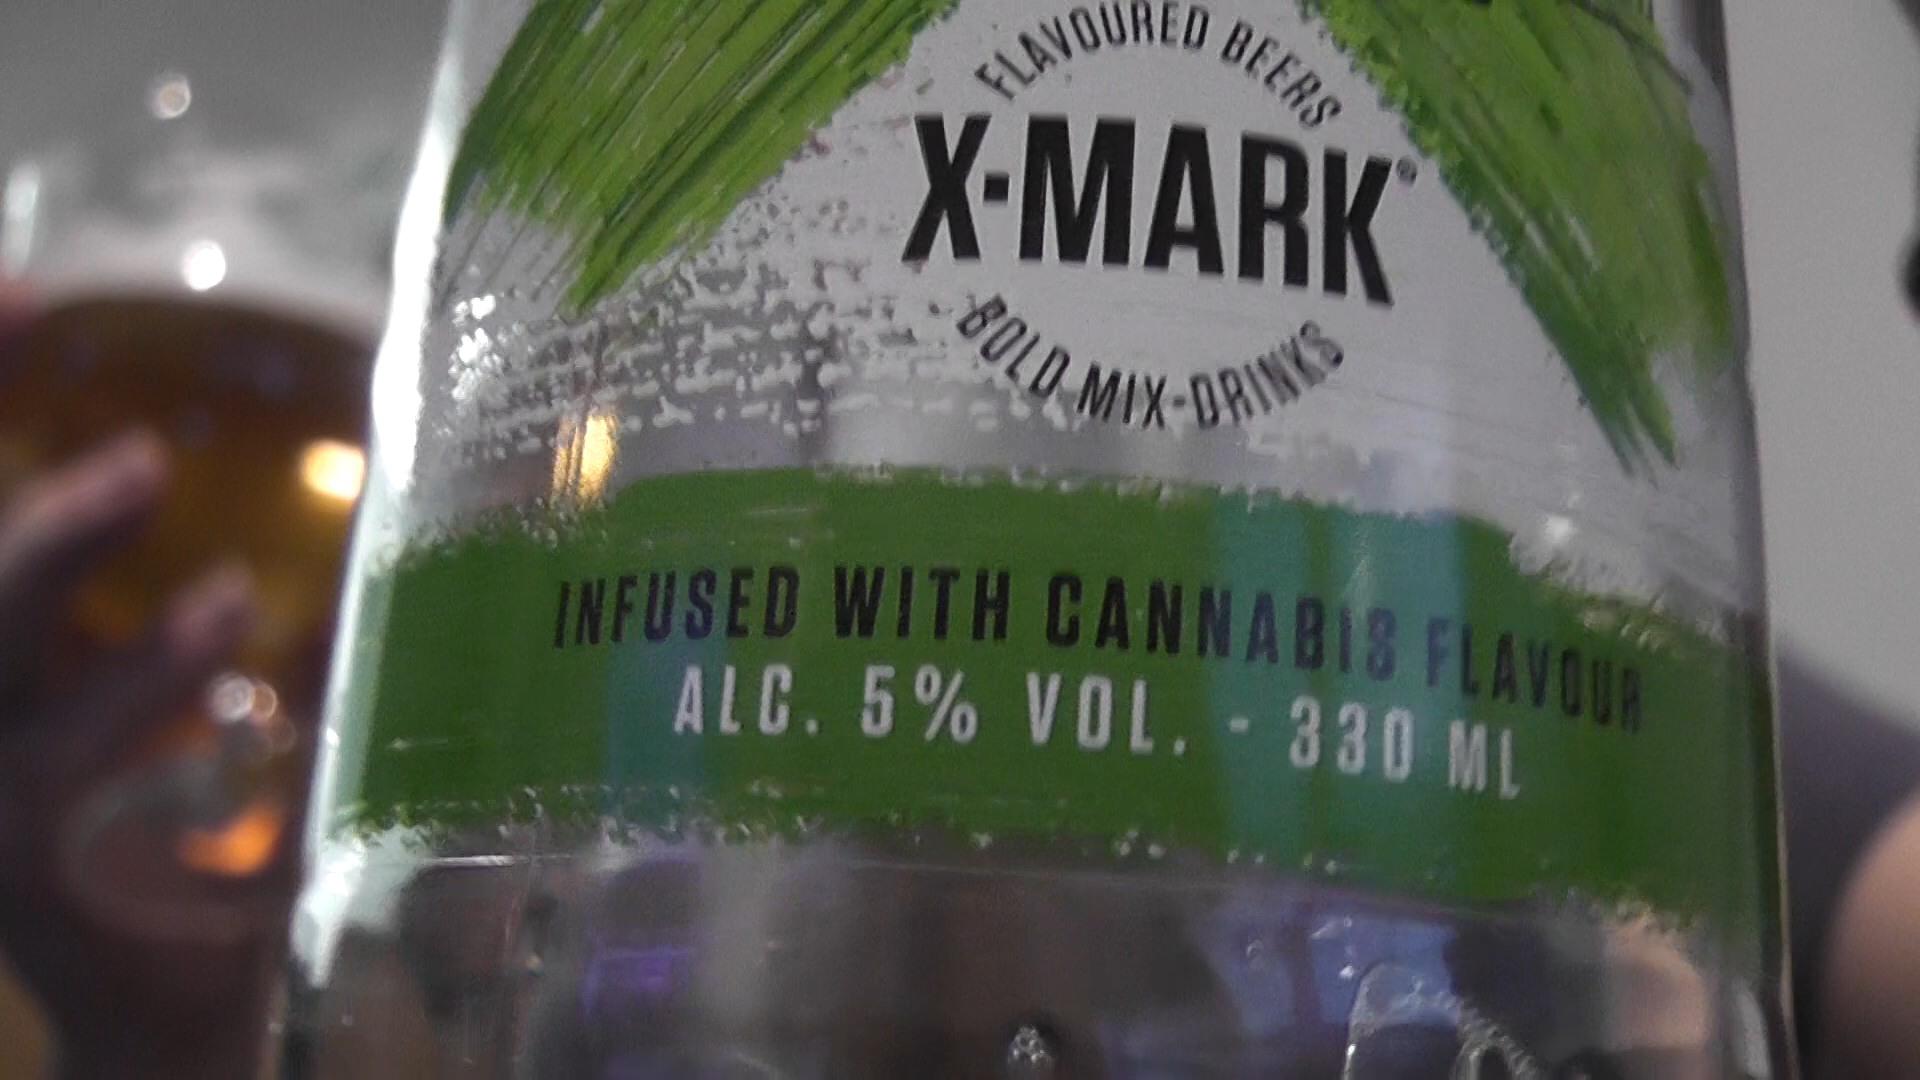 FLAVOURED BEERS
X·MARK®
BOLD MIX-DRINKS
INFUSED WITH CANNABIS FLAVOUR
ALC. 5% VOL. - 330 ML